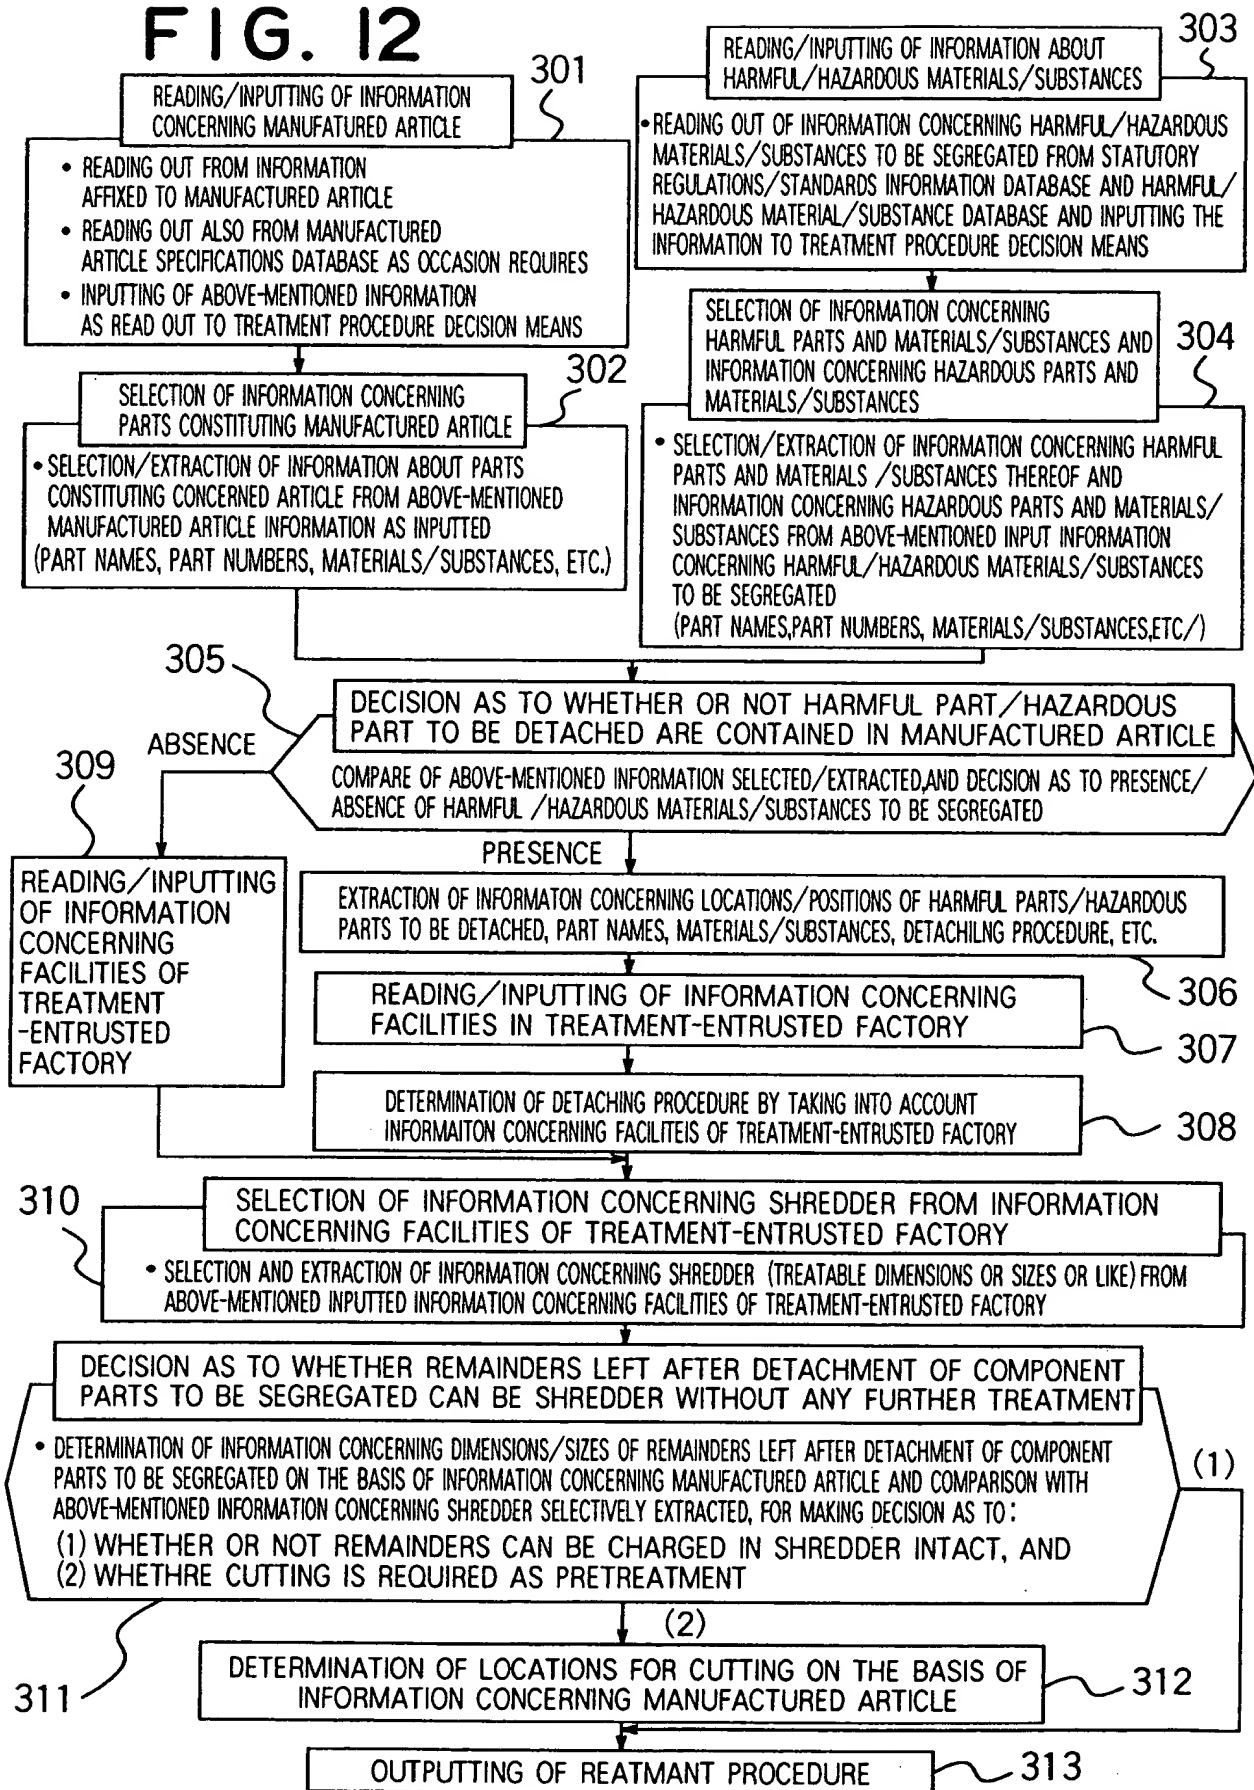 FIG. 12
301
READING/INPUTTING OF INFORMATION
CONCERNING MANUFATURED ARTICLE
• READING OUT FROM INFORMATION
AFFIXED TO MANUFACTURED ARTICLE
• READING OUT ALSO FROM MANUFACTURED
ARTICLE SPECIFICATIONS DATABASE AS OCCASION REQUIRES
• INPUTTING OF ABOVE-MENTIONED INFORMATION
AS READ OUT TO TREATMENT PROCEDURE DECISION MEANS
302
SELECTION OF INFORMATION CONCERNING
PARTS CONSTITUTING MANUFACTURED ARTICLE
• SELECTION/EXTRACTION OF INFORMATION ABOUT PARTS
CONSTITUTING CONCERNED ARTICLE FROM ABOVE-MENTIONED
MANUFACTURED ARTICLE INFORMATION AS INPUTTED
(PART NAMES, PART NUMBERS, MATERIALS/SUBSTANCES, ETC.)
303
READING/INPUTTING OF INFORMATION ABOUT
HARMFUL/HAZARDOUS MATERIALS/SUBSTANCES
• READING OUT OF INFORMATION CONCERNING HARMFUL/HAZARDOUS
MATERIALS/SUBSTANCES TO BE SEGREGATED FROM STATUTORY
REGULATIONS/STANDARDS INFORMATION DATABASE AND HARMFUL/
HAZARDOUS MATERIAL/SUBSTANCE DATABASE AND INPUTTING THE
INFORMATION TO TREATMENT PROCEDURE DECISION MEANS
304
SELECTION OF INFORMATION CONCERNING
HARMFUL PARTS AND MATERIALS/SUBSTANCES AND
INFORMATION CONCERNING HAZARDOUS PARTS AND
MATERIALS/SUBSTANCES
• SELECTION/EXTRACTION OF INFORMATION CONCERNING HARMFUL
PARTS AND MATERIALS /SUBSTANCES THEREOF AND
INFORMATION CONCERNING HAZARDOUS PARTS AND MATERIALS/
SUBSTANCES FROM ABOVE-MENTIONED INPUT INFORMATION
CONCERNING HARMFUL/HAZARDOUS MATERIALS/SUBSTANCES
TO BE SEGREGATED
(PART NAMES,PART NUMBERS, MATERIALS/SUBSTANCES,ETC/)
305
DECISION AS TO WHETHER OR NOT HARMFUL PART/HAZARDOUS
PART TO BE DETACHED ARE CONTAINED IN MANUFACTURED ARTICLE
COMPARE OF ABOVE-MENTIONED INFORMATION SELECTED/EXTRACTED,AND DECISION AS TO PRESENCE/
ABSENCE OF HARMFUL /HAZARDOUS MATERIALS/SUBSTANCES TO BE SEGREGATED
ABSENCE
PRESENCE
309
READING/INPUTTING
OF INFORMATION
CONCERNING
FACILITIES OF
TREATMENT
-ENTRUSTED
FACTORY
EXTRACTION OF INFORMATON CONCERNING LOCATIONS/POSITIONS OF HARMFUL PARTS/HAZARDOUS
PARTS TO BE DETACHED, PART NAMES, MATERIALS/SUBSTANCES, DETACHILNG PROCEDURE, ETC.
306
READING/INPUTTING OF INFORMATION CONCERNING
FACILITIES IN TREATMENT-ENTRUSTED FACTORY
307
DETERMINATION OF DETACHING PROCEDURE BY TAKING INTO ACCOUNT
INFORMAITON CONCERNING FACILITEIS OF TREATMENT-ENTRUSTED FACTORY
308
310
SELECTION OF INFORMATION CONCERNING SHREDDER FROM INFORMATION
CONCERNING FACILITIES OF TREATMENT-ENTRUSTED FACTORY
• SELECTION AND EXTRACTION OF INFORMATION CONCERNING SHREDDER (TREATABLE DIMENSIONS OR SIZES OR LIKE) FROM
ABOVE-MENTIONED INPUTTED INFORMATION CONCERNING FACILITIES OF TREATMENT-ENTRUSTED FACTORY
DECISION AS TO WHETHER REMAINDERS LEFT AFTER DETACHMENT OF COMPONENT
PARTS TO BE SEGREGATED CAN BE SHREDDER WITHOUT ANY FURTHER TREATMENT
• DETERMINATION OF INFORMATION CONCERNING DIMENSIONS/SIZES OF REMAINDERS LEFT AFTER DETACHMENT OF COMPONENT
PARTS TO BE SEGREGATED ON THE BASIS OF INFORMATION CONCERNING MANUFACTURED ARTICLE AND COMPARISON WITH
ABOVE-MENTIONED INFORMATION CONCERNING SHREDDER SELECTIVELY EXTRACTED, FOR MAKING DECISION AS TO:
(1) WHETHER OR NOT REMAINDERS CAN BE CHARGED IN SHREDDER INTACT, AND
(2) WHETHRE CUTTING IS REQUIRED AS PRETREATMENT
(1)
(2)
311
DETERMINATION OF LOCATIONS FOR CUTTING ON THE BASIS OF
INFORMATION CONCERNING MANUFACTURED ARTICLE
312
OUTPUTTING OF REATMANT PROCEDURE
313